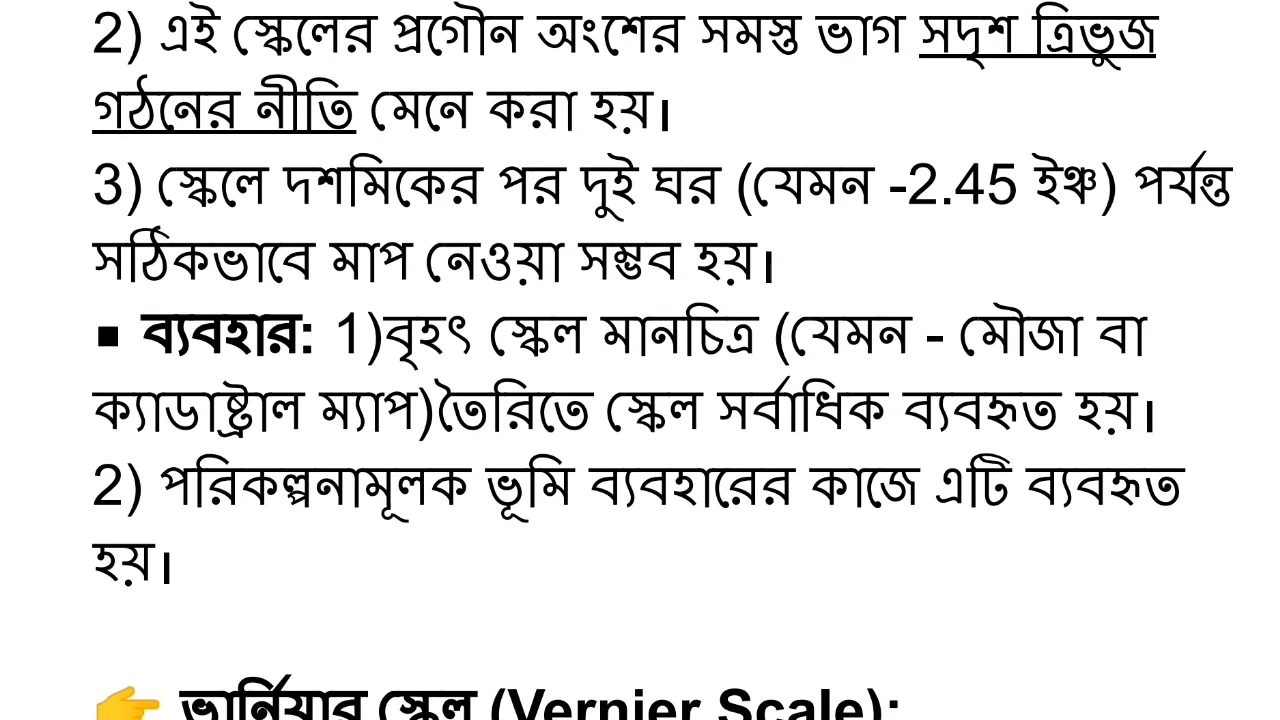 2) এই স্কেলের প্রগৌন অংশের সমস্ত ভাগ সদৃশ ত্রিভুজ
গঠনের নীতি মেনে করা হয়।
3) স্কেলে দশমিকের পর দুই ঘর (যেমন -2.45 ইঞ্চ) পর্যন্ত
সঠিকভাবে মাপ নেওয়া সম্ভব হয়।
▪ ব্যবহার: 1)বৃহৎ স্কেল মানচিত্র (যেমন - মৌজা বা
ক্যাডাষ্ট্রাল ম্যাপ)তৈরিতে স্কেল সর্বাধিক ব্যবহৃত হয়।
2) পরিকল্পনামূলক ভূমি ব্যবহারের কাজে এটি ব্যবহৃত
হয়।
👉 ভার্নিয়ার স্কেল (Vernier Scale):